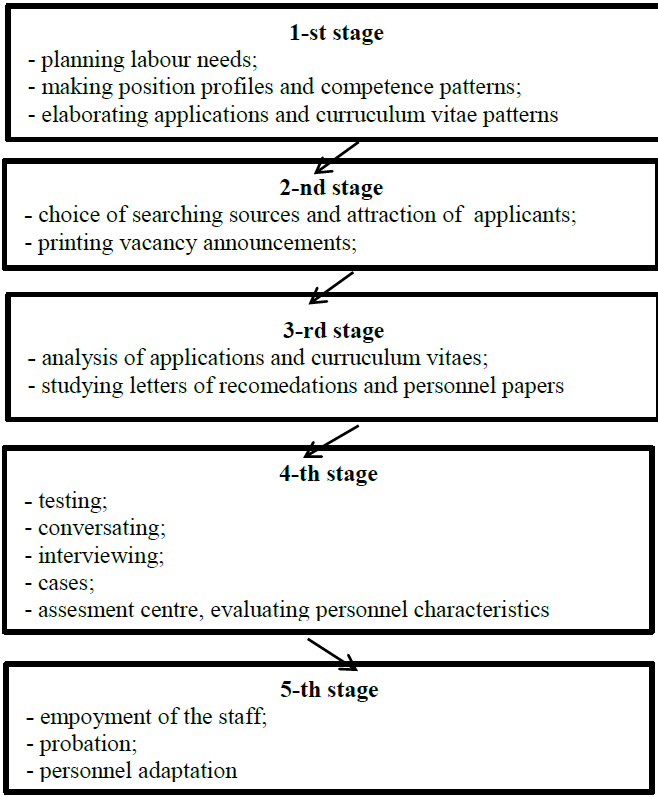 1-st stage
- planning labour needs;
- making position profiles and competence patterns;
- elaborating applications and curruculum vitae patterns
2-nd stage
- choice of searching sources and attraction of applicants;
- printing vacancy announcements;
3-rd stage
- analysis of applications and curruculum vitaes;
- studying letters of recomedations and personnel papers
4-th stage
- testing;
- conversating;
- interviewing;
- cases;
- assesment centre, evaluating personnel characteristics
5-th stage
- empoyment of the staff;
- probation;
- personnel adaptation